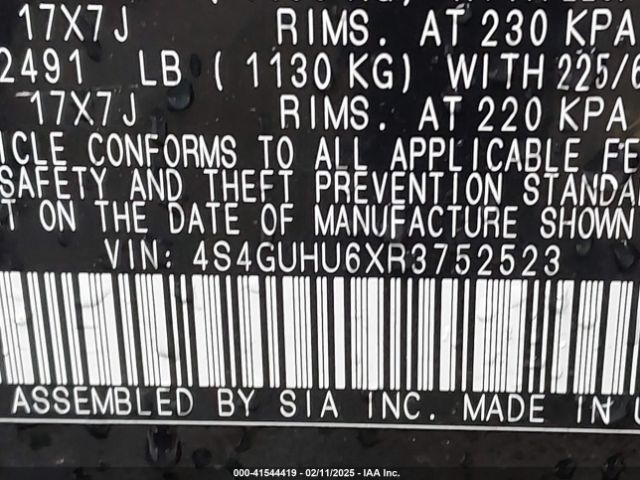 17X7J RIMS. AT 230 KPA
2491 LB ( 1130 KG) WITH 225/6
17X7J RIMS. AT 220 KPA
ICLE CONFORMS TO ALL APPLICABLE FE
SAFETY AND THEFT PREVENTION STANDA
T ON THE DATE OF MANUFACTURE SHOWN
VIN: 4S4GUHU6XR3752523
ASSEMBLED BY SIA INC. MADE IN U
000-41544419 - 02/11/2025 - IAA Inc.